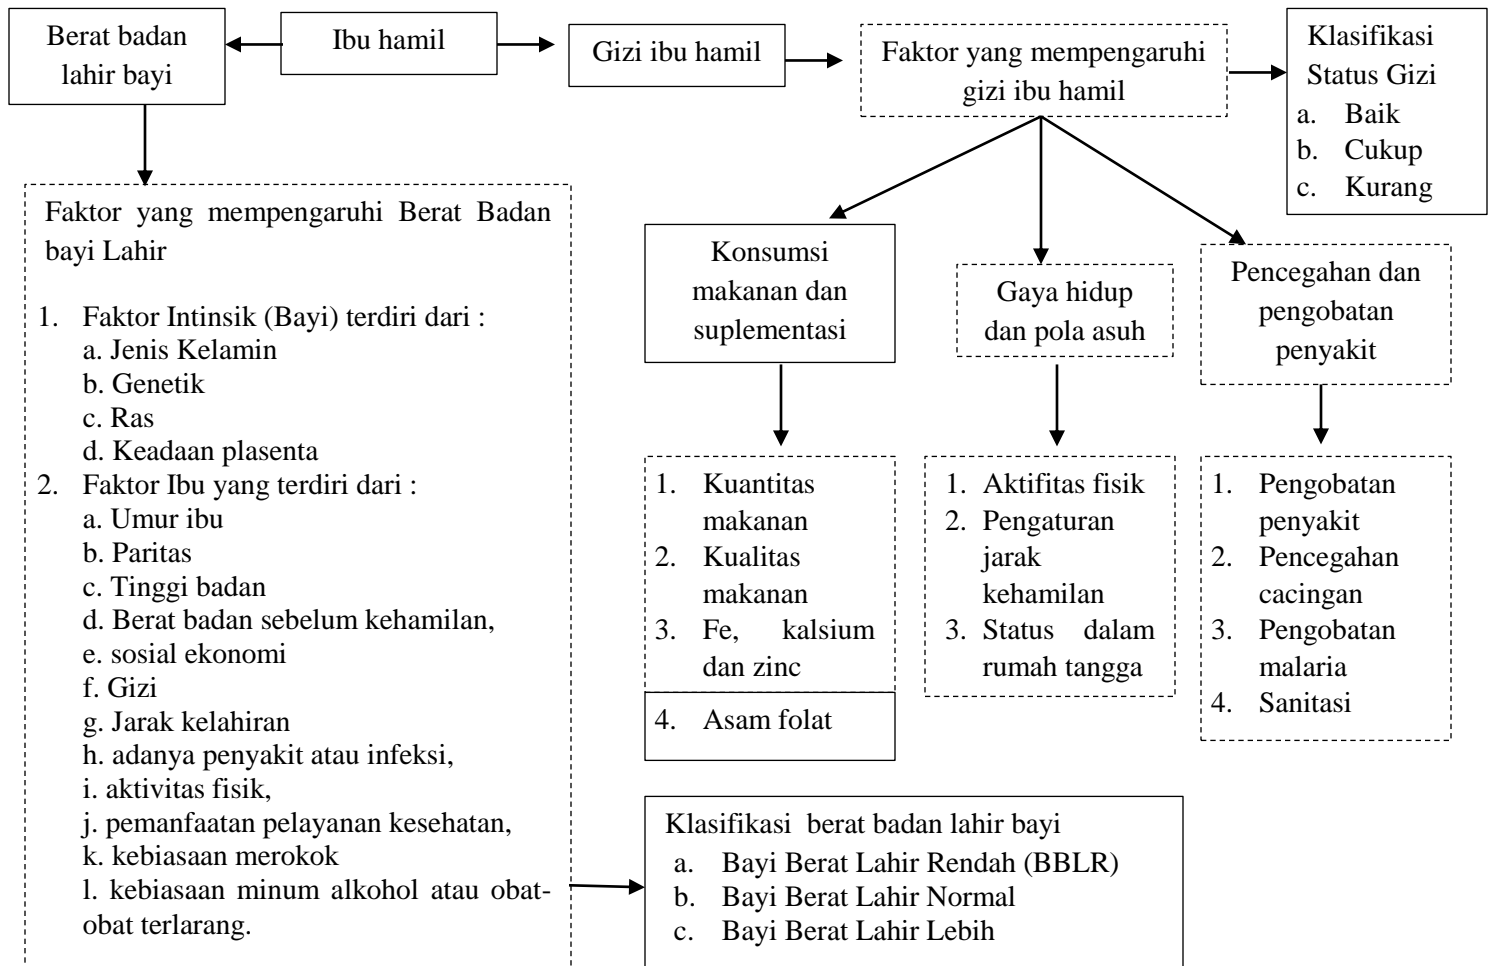 Berat badan
lahir bayi
Ibu hamil
Gizi ibu hamil
Faktor yang mempengaruhi
gizi ibu hamil
Klasifikasi
Status Gizi
a. Baik
b. Cukup
c. Kurang
Faktor yang mempengaruhi Berat Badan
bayi Lahir
1. Faktor Intinsik (Bayi) terdiri dari :
a. Jenis Kelamin
b. Genetik
c. Ras
d. Keadaan plasenta
2. Faktor Ibu yang terdiri dari :
a. Umur ibu
b. Paritas
c. Tinggi badan
d. Berat badan sebelum kehamilan,
e. sosial ekonomi
f. Gizi
g. Jarak kelahiran
h. adanya penyakit atau infeksi,
i. aktivitas fisik,
j. pemanfaatan pelayanan kesehatan,
k. kebiasaan merokok
l. kebiasaan minum alkohol atau obat-
obat terlarang.
Konsumsi
makanan dan
suplementasi
Gaya hidup
dan pola asuh
Pencegahan dan
pengobatan
penyakit
1. Kuantitas
makanan
2. Kualitas
makanan
3. Fe, kalsium
dan zinc
4. Asam folat
1. Aktifitas fisik
2. Pengaturan
jarak
kehamilan
3. Status dalam
rumah tangga
1. Pengobatan
penyakit
2. Pencegahan
cacingan
3. Pengobatan
malaria
4. Sanitasi
Klasifikasi berat badan lahir bayi
a. Bayi Berat Lahir Rendah (BBLR)
b. Bayi Berat Lahir Normal
c. Bayi Berat Lahir Lebih